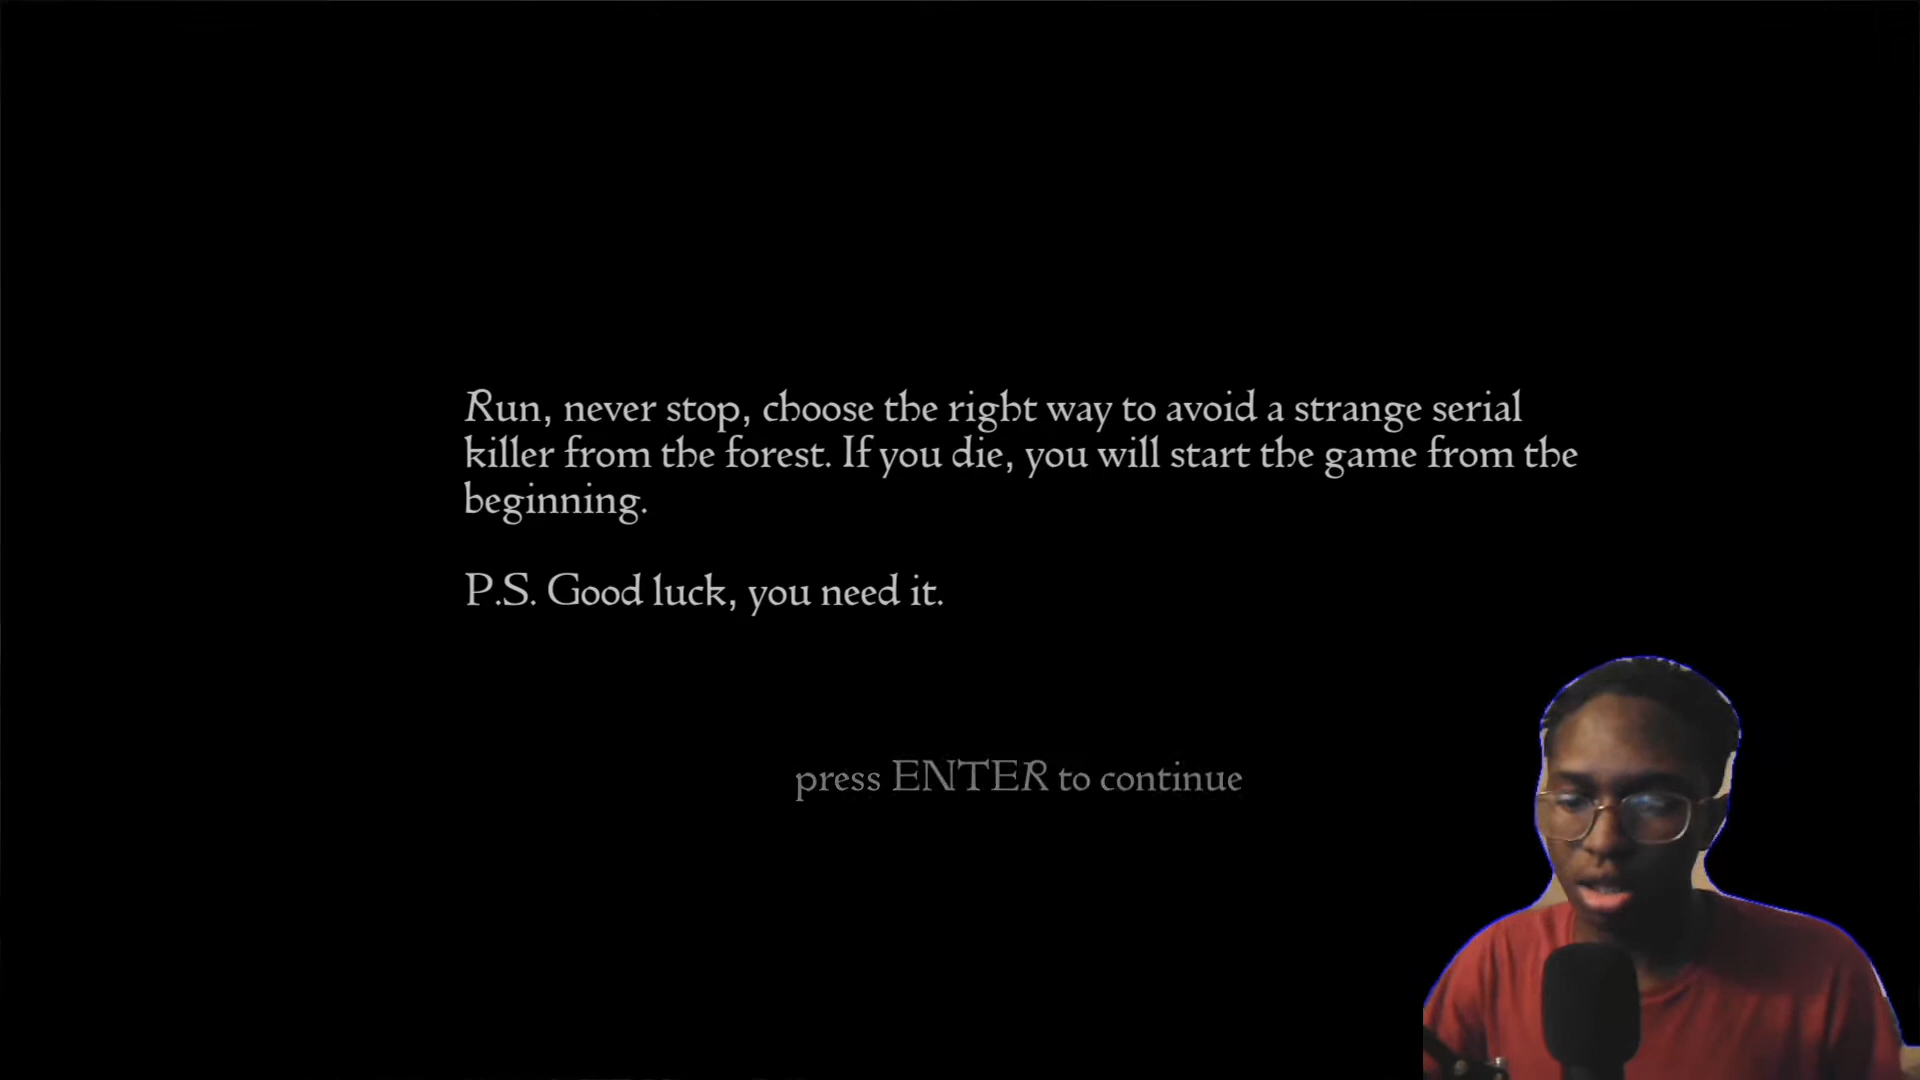 Run, never stop, choose the right way to avoid a strange serial
killer from the forest. If you die, you will start the game from the
beginning.
P.S. Good luck, you need it.
press ENTER to continue